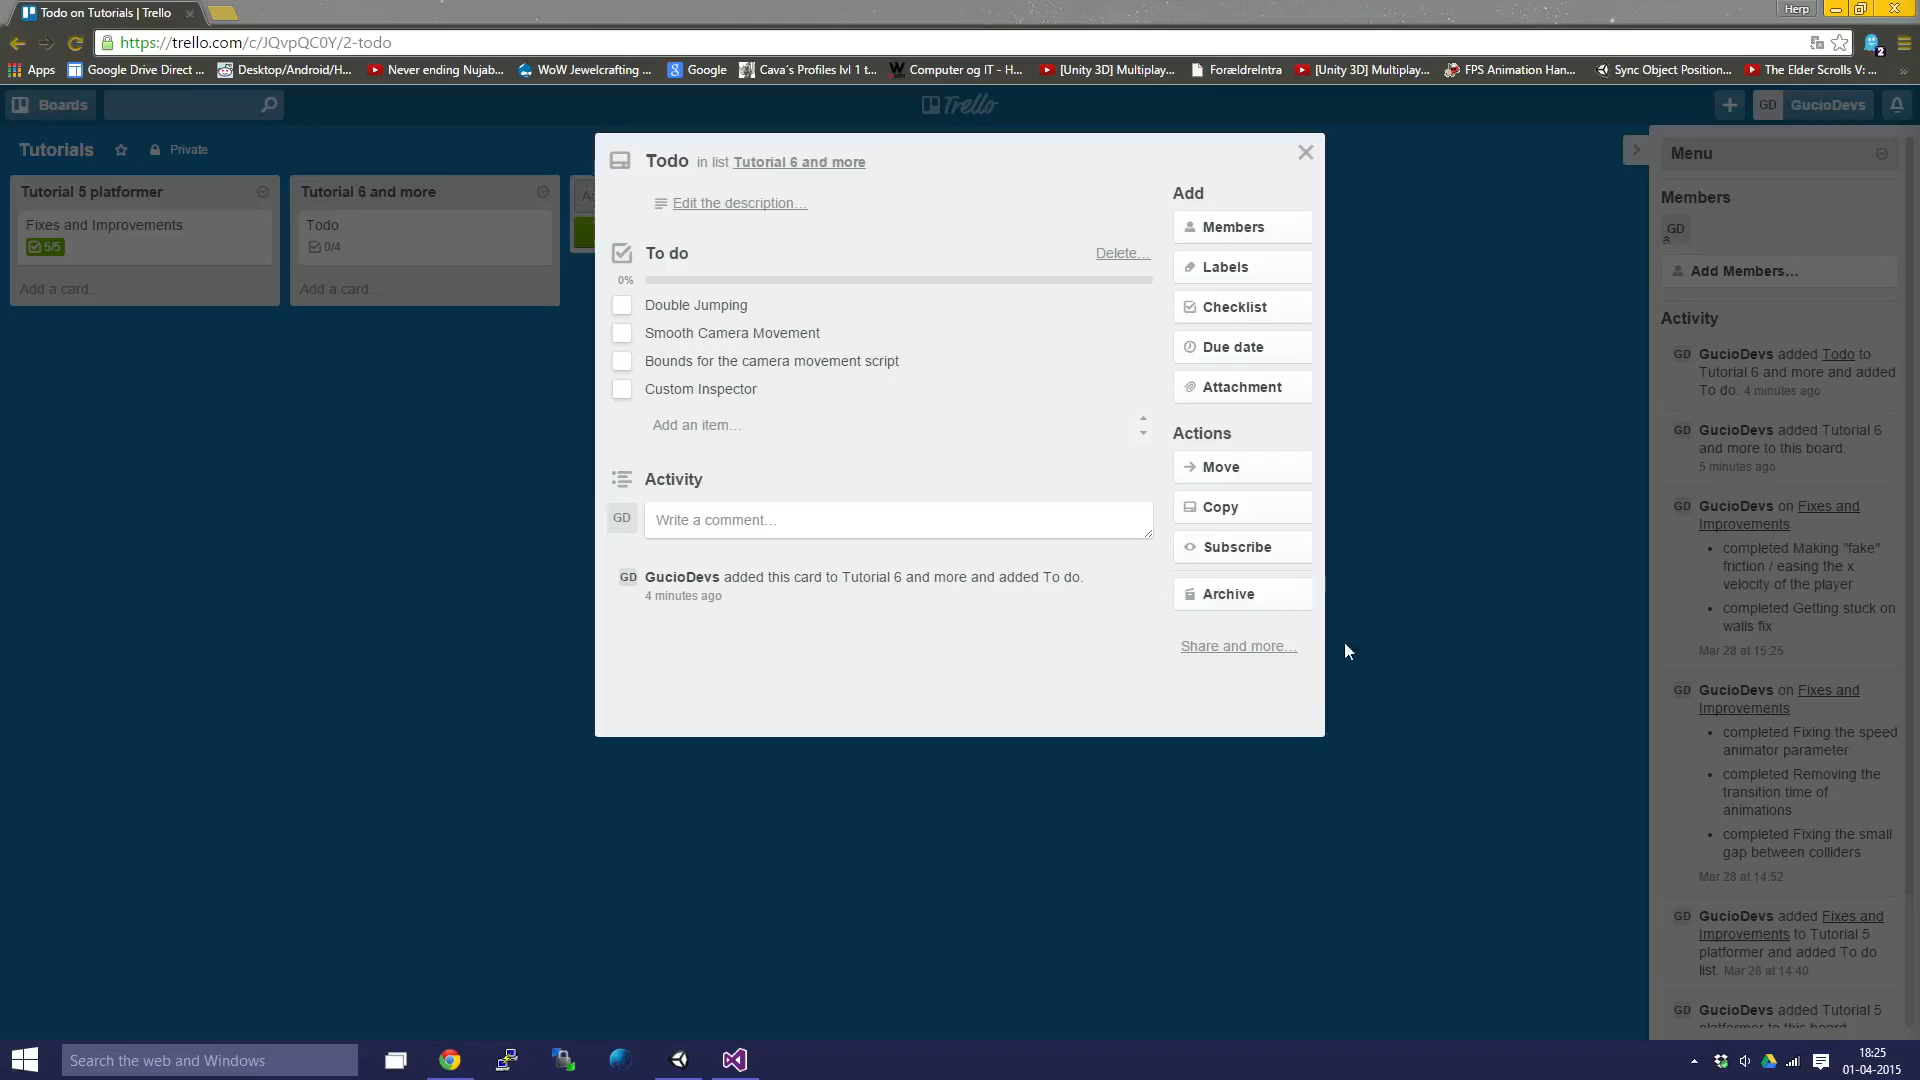 Todo on Tutorials | Trello
Herp
https://trello.com/c/JQvpQC0Y/2-todo
2
Apps
Google Drive Direct ...
Desktop/Android/H...
Never ending Nujab...
WoW Jewelcrafting ...
Google
Cava´s Profiles lvl 1 t...
Computer og IT - H...
[Unity 3D] Multiplay...
ForældreIntra
[Unity 3D] Multiplay...
FPS Animation Han...
Sync Object Position...
The Elder Scrolls V: ...
Boards
Trello
GD
GucioDevs
Tutorials
Private
Tutorial 5 platformer
Fixes and Improvements
5/5
Add a card…
Tutorial 6 and more
Todo
0/4
Add a card…
Todo in list Tutorial 6 and more
Edit the description…
To do
Delete…
0%
Double Jumping
Smooth Camera Movement
Bounds for the camera movement script
Custom Inspector
Add an item…
Activity
GD
Write a comment…
GD GucioDevs added this card to Tutorial 6 and more and added To do.
4 minutes ago
Add
Members
Labels
Checklist
Due date
Attachment
Actions
Move
Copy
Subscribe
Archive
Share and more…
Menu
Members
GD
Add Members…
Activity
GD GucioDevs added Todo to
Tutorial 6 and more and added
To do. 4 minutes ago
GD GucioDevs added Tutorial 6
and more to this board.
5 minutes ago
GD GucioDevs on Fixes and
Improvements
• completed Making "fake"
friction / easing the x
velocity of the player
• completed Getting stuck on
walls fix
Mar 28 at 15:25
GD GucioDevs on Fixes and
Improvements
• completed Fixing the speed
animator parameter
• completed Removing the
transition time of
animations
• completed Fixing the small
gap between colliders
Mar 28 at 14:52
GD GucioDevs added Fixes and
Improvements to Tutorial 5
platformer and added To do
list. Mar 28 at 14:40
GD GucioDevs added Tutorial 5
platformer to this board.
Search the web and Windows
18:25
01-04-2015